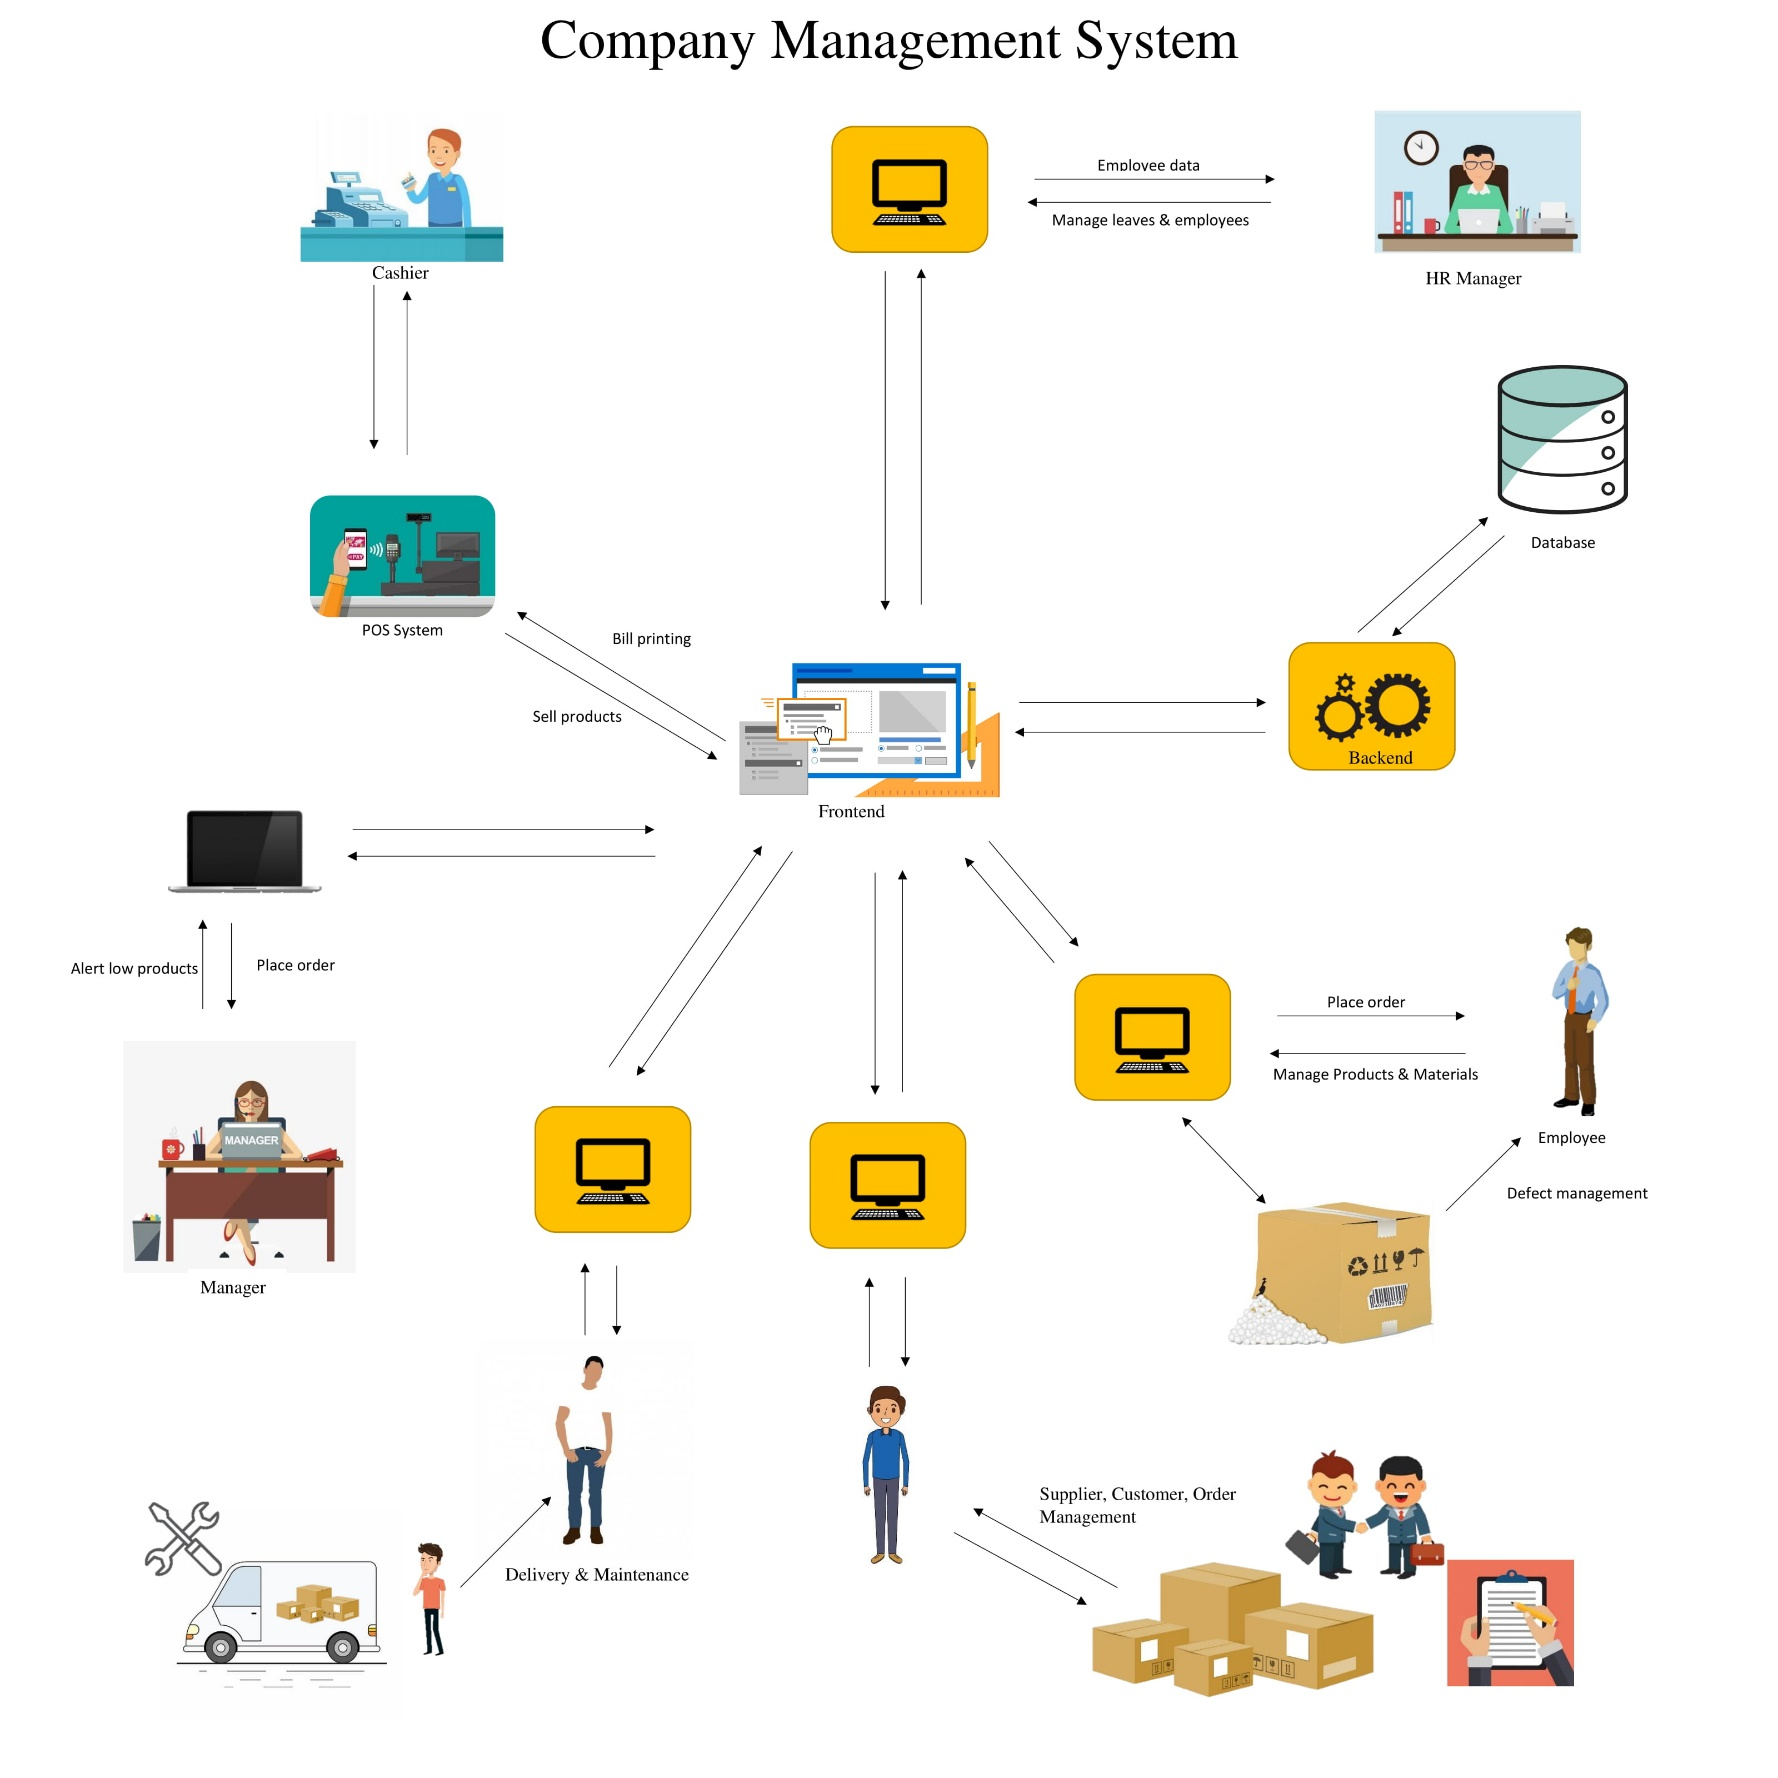 Company Management System
Employee data
Manage leaves & employees
Cashier
HR Manager
Database
POS System
Bill printing
Sell products
Backend
Frontend
Alert low products
Place order
Place order
Manage Products & Materials
MANAGER
Employee
Defect management
Manager
Supplier, Customer, Order
Management
Delivery & Maintenance